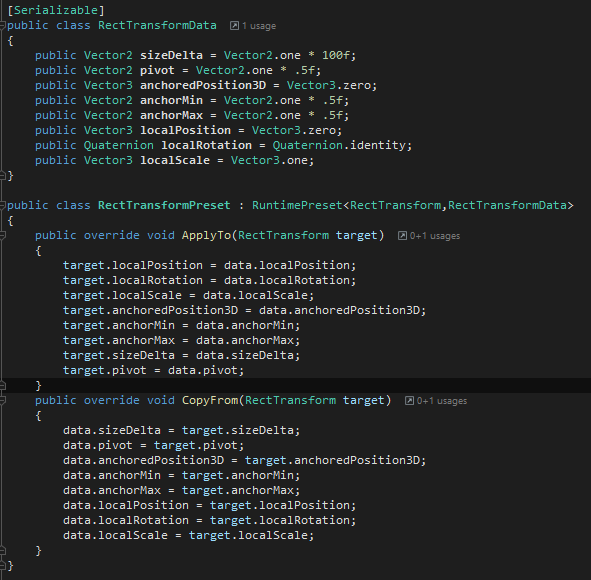 [Serializable]
public class RectTransformData 1 usage
{
public Vector2 sizeDelta = Vector2.one * 100f;
public Vector2 pivot = Vector2.one * .5f;
public Vector3 anchoredPosition3D = Vector3.zero;
public Vector2 anchorMin = Vector2.one * .5f;
public Vector2 anchorMax = Vector2.one * .5f;
public Vector3 localPosition = Vector3.zero;
public Quaternion localRotation = Quaternion.identity;
public Vector3 localScale = Vector3.one;
}
public class RectTransformPreset : RuntimePreset<RectTransform,RectTransformData>
{
public override void ApplyTo(RectTransform target) 0+1 usages
{
target.localPosition = data.localPosition;
target.localRotation = data.localRotation;
target.localScale = data.localScale;
target.anchoredPosition3D = data.anchoredPosition3D;
target.anchorMin = data.anchorMin;
target.anchorMax = data.anchorMax;
target.sizeDelta = data.sizeDelta;
target.pivot = data.pivot;
}
public override void CopyFrom(RectTransform target) 0+1 usages
{
data.sizeDelta = target.sizeDelta;
data.pivot = target.pivot;
data.anchoredPosition3D = target.anchoredPosition3D;
data.anchorMin = target.anchorMin;
data.anchorMax = target.anchorMax;
data.localPosition = target.localPosition;
data.localRotation = target.localRotation;
data.localScale = target.localScale;
}
}